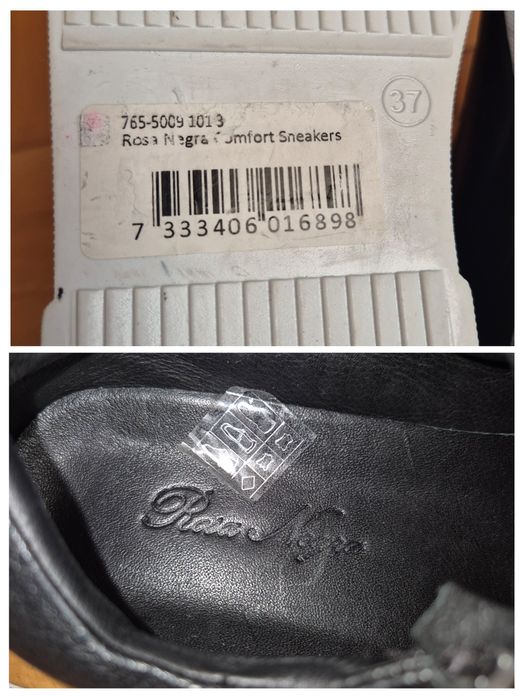 37
765-5009 101 3
Rosa Negra Comfort Sneakers
7 333406 016898
Rosa Negra